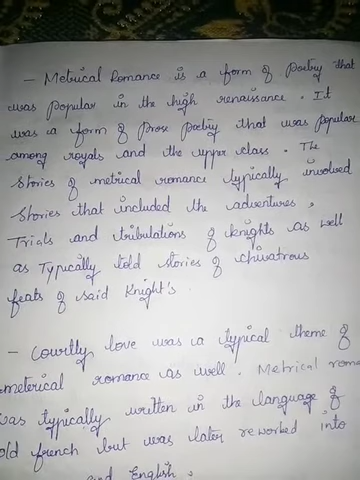 - Metrical Romance is a form of Poetry that
was popular in the high renaissance. It
was a form of Prose Poetry that was popular
among royals and the upper class. The
Stories of metrical romance typically involved
Stories that included the adventures,
Trials and tribulations of knights as well
as Typically told stories of chivatrous
feats of said Knight's
- Courtly love was a typical theme of
meterical romance as well. Metrical roma
was typically written in the language of
old french but was later reworked into
and English.